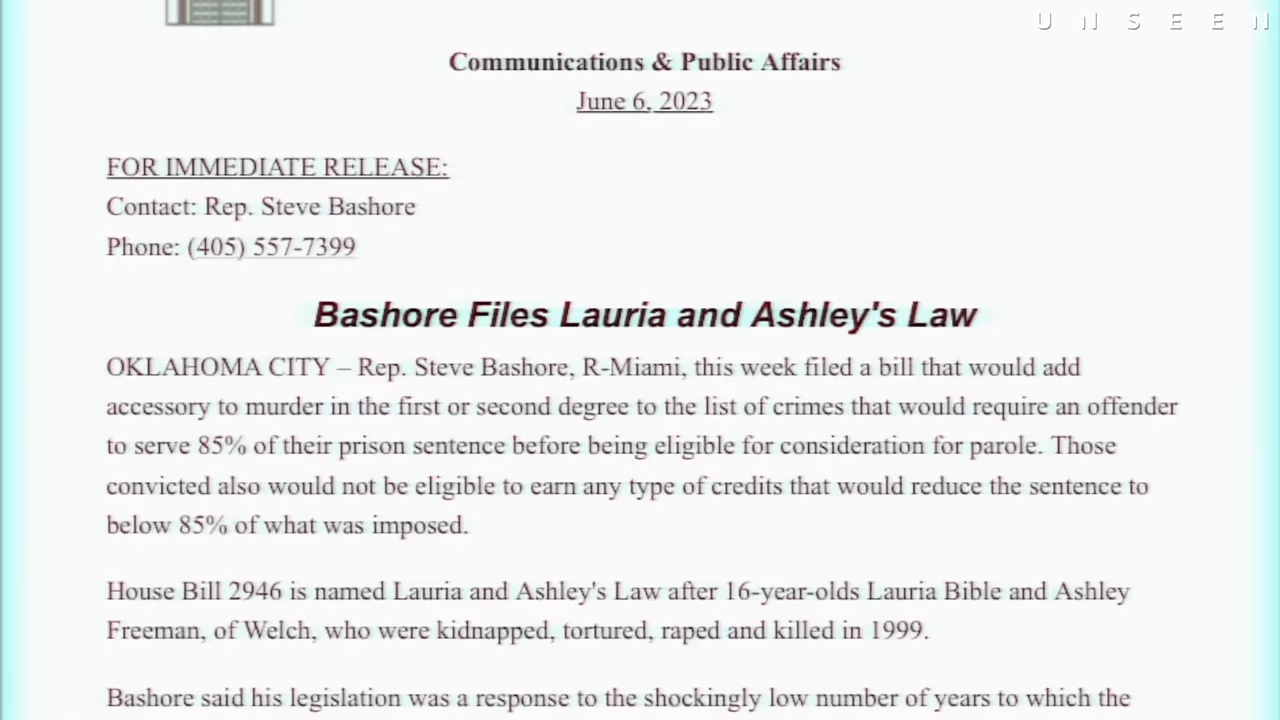 UNSEEN
Communications & Public Affairs
June 6, 2023
FOR IMMEDIATE RELEASE:
Contact: Rep. Steve Bashore
Phone: (405) 557-7399
Bashore Files Lauria and Ashley's Law
OKLAHOMA CITY – Rep. Steve Bashore, R-Miami, this week filed a bill that would add
accessory to murder in the first or second degree to the list of crimes that would require an offender
to serve 85% of their prison sentence before being eligible for consideration for parole. Those
convicted also would not be eligible to earn any type of credits that would reduce the sentence to
below 85% of what was imposed.
House Bill 2946 is named Lauria and Ashley's Law after 16-year-olds Lauria Bible and Ashley
Freeman, of Welch, who were kidnapped, tortured, raped and killed in 1999.
Bashore said his legislation was a response to the shockingly low number of years to which the